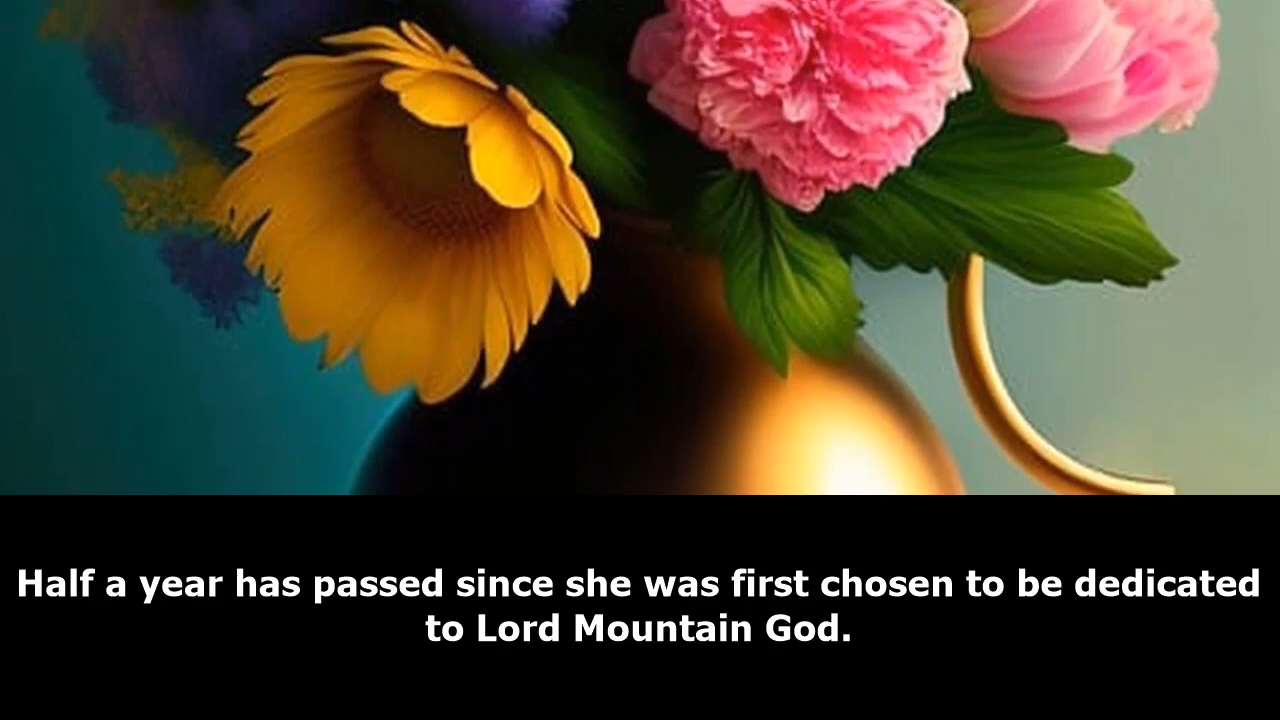 Half a year has passed since she was first chosen to be dedicated
to Lord Mountain God.